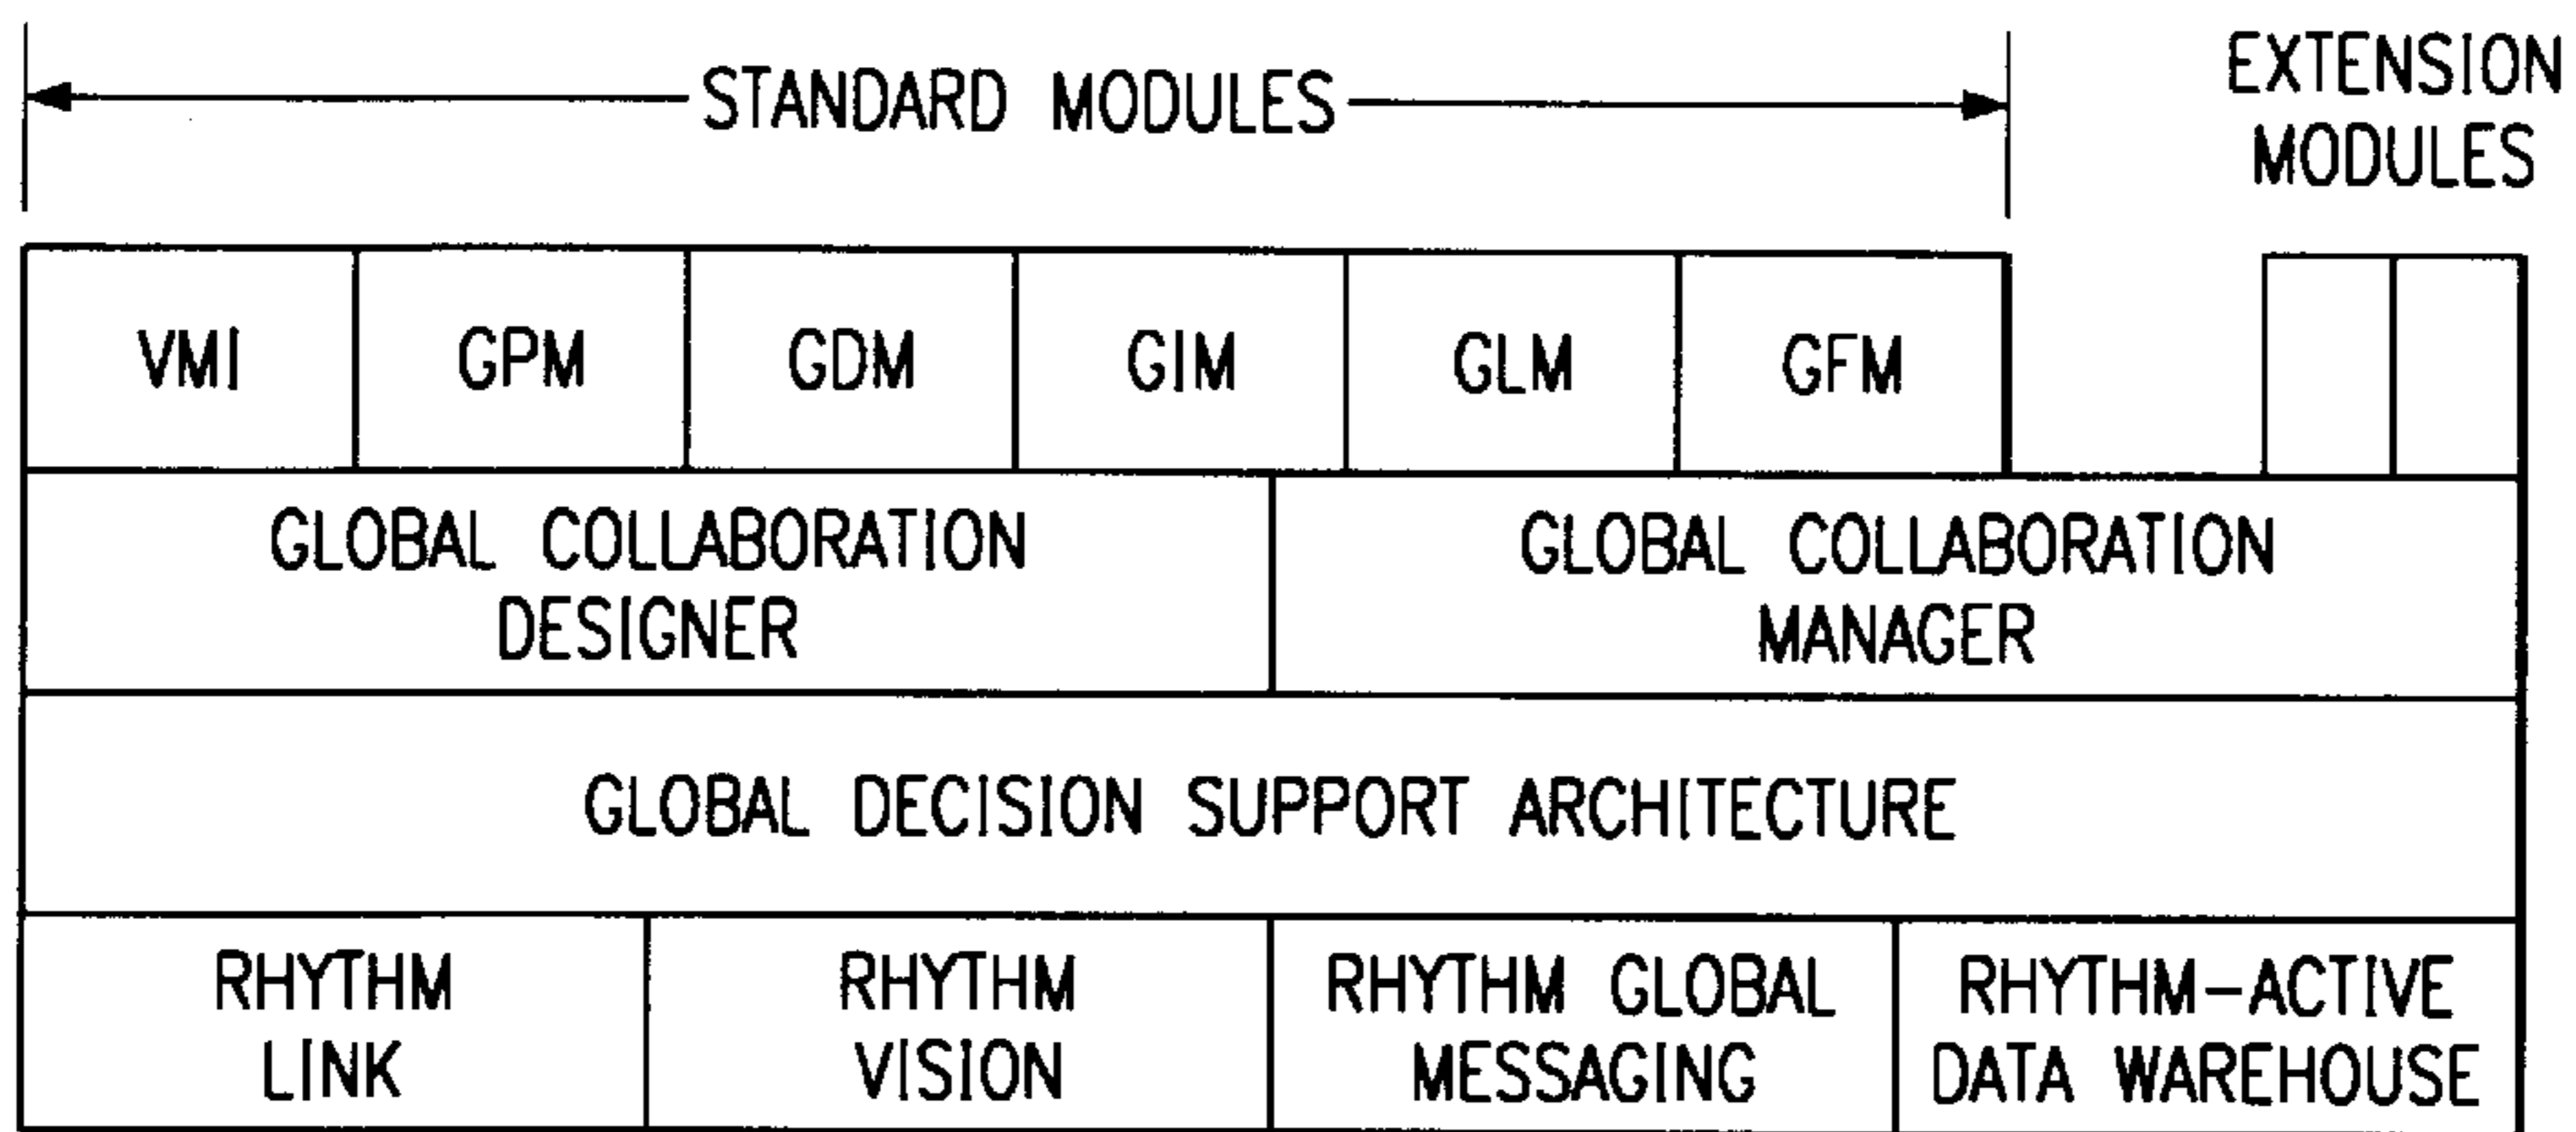 STANDARD MODULES
EXTENSION
MODULES
VMI GPM GDM GIM GLM GFM
GLOBAL COLLABORATION
DESIGNER
GLOBAL COLLABORATION
MANAGER
GLOBAL DECISION SUPPORT ARCHITECTURE
RHYTHM
LINK
RHYTHM
VISION
RHYTHM GLOBAL
MESSAGING
RHYTHM-ACTIVE
DATA WAREHOUSE